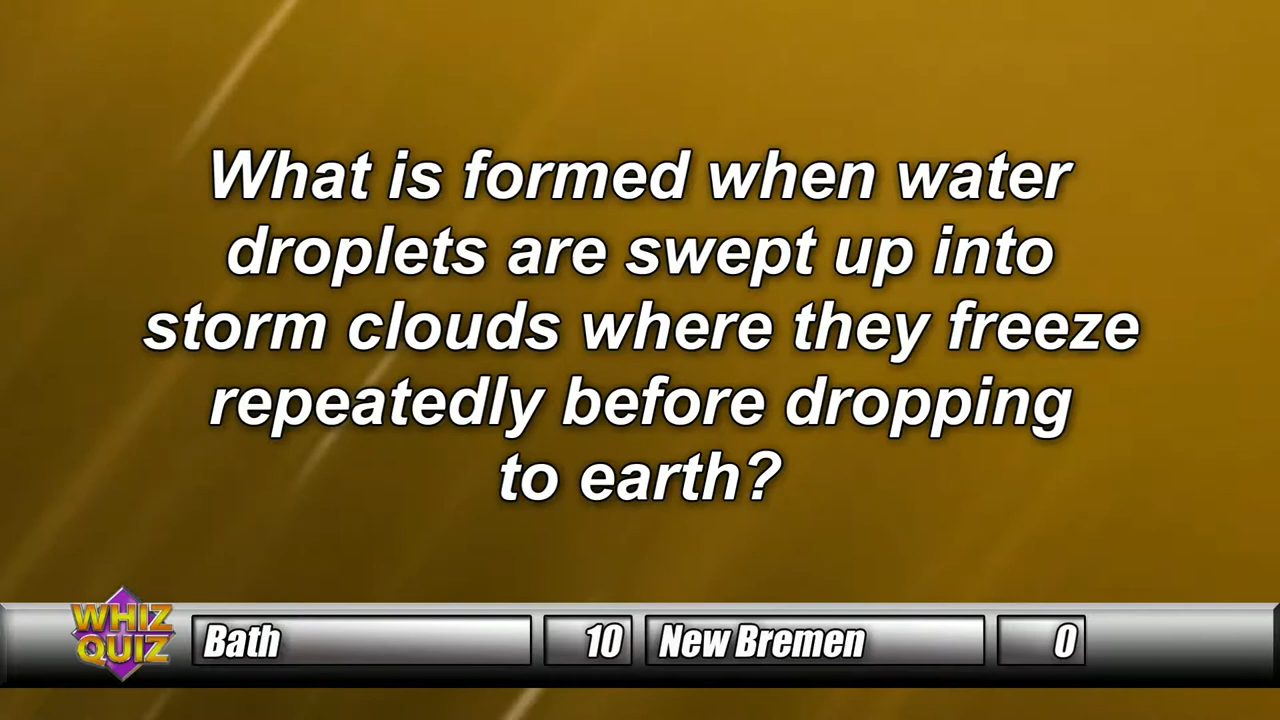 What is formed when water
droplets are swept up into
storm clouds where they freeze
repeatedly before dropping
to earth?
WHIZ
QUIZ
Bath 10 New Bremen 0